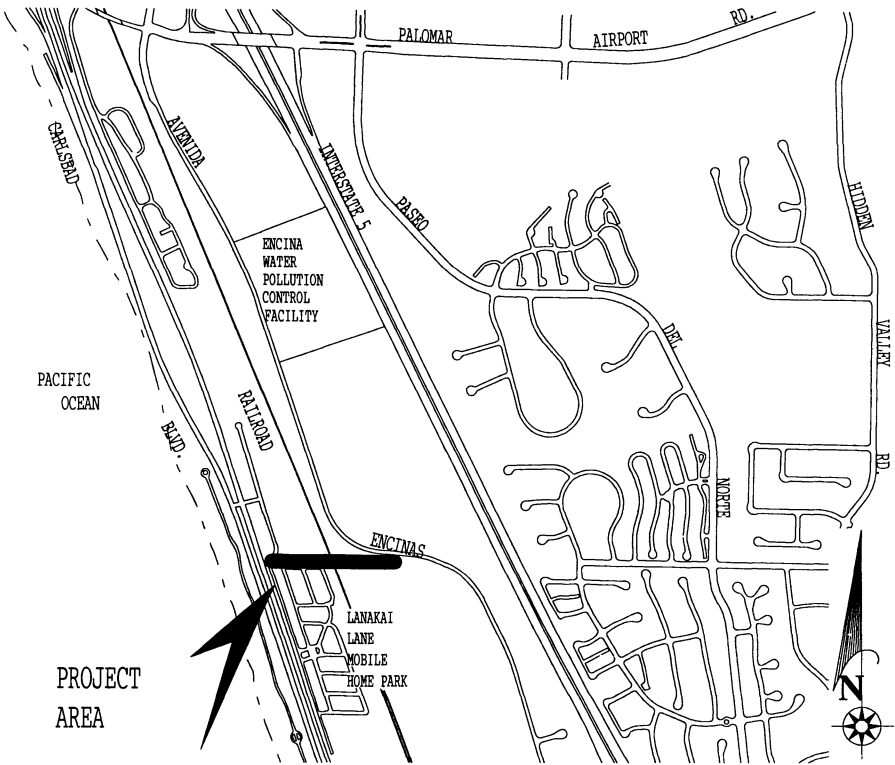 PALOMAR
AIRPORT
RD.
CARLSBAD
AVENIDA
INTERSTATE 5
PASEO
HIDDEN
ENCINA
WATER
POLLUTION
CONTROL
FACILITY
VALLEY
DEL
PACIFIC
OCEAN
RAILROAD
BLVD.
RD.
NORTE
ENCINAS
LANAKAI
LANE
MOBILE
HOME PARK
PROJECT
AREA
N